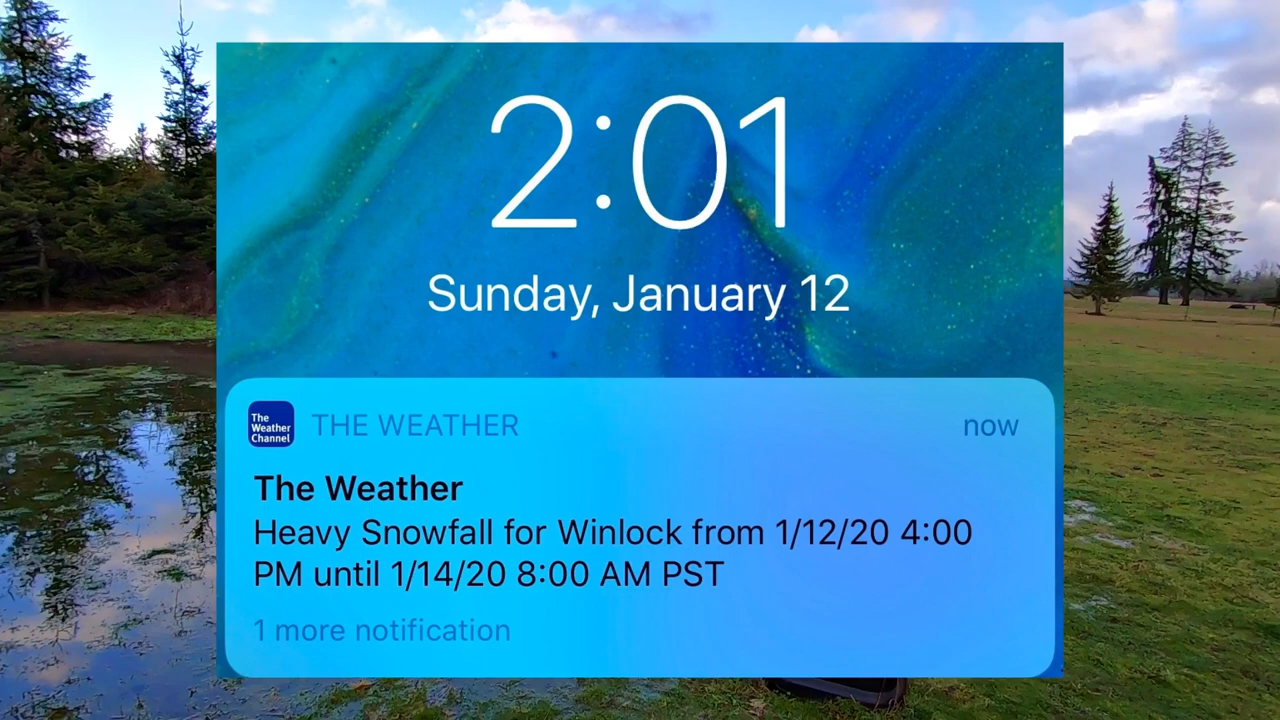 2:01
Sunday, January 12
The
Weather
Channel
THE WEATHER
now
The Weather
Heavy Snowfall for Winlock from 1/12/20 4:00
PM until 1/14/20 8:00 AM PST
1 more notification